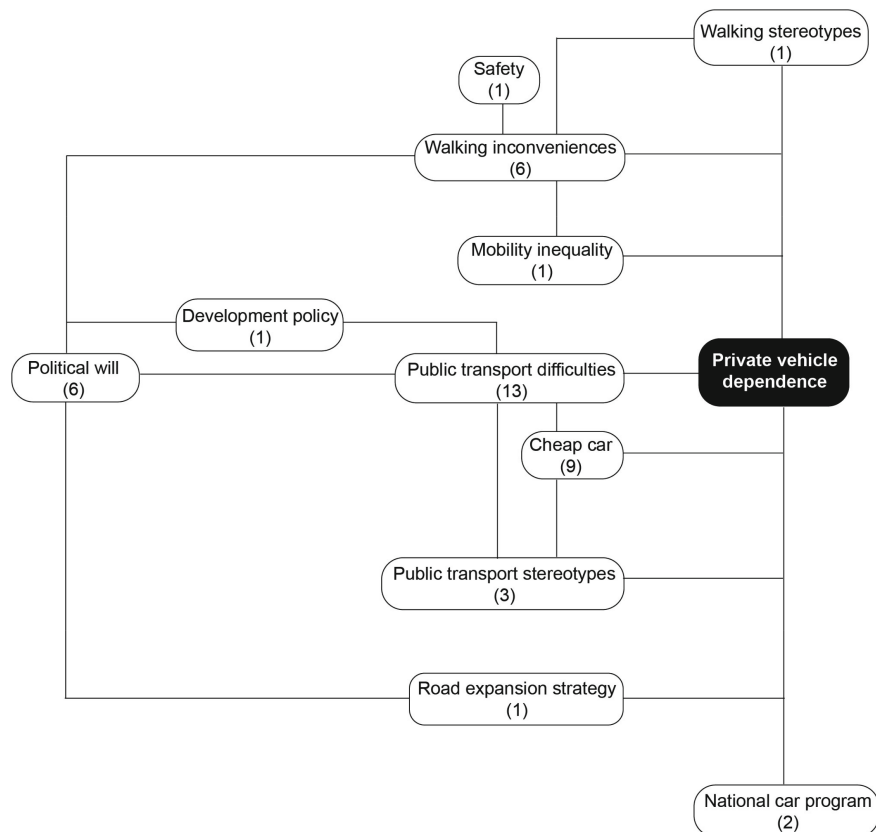 Walking stereotypes
(1)
Safety
(1)
Walking inconveniences
(6)
Mobility inequality
(1)
Development policy
(1)
Political will
(6)
Public transport difficulties
(13)
Private vehicle
dependence
Cheap car
(9)
Public transport stereotypes
(3)
Road expansion strategy
(1)
National car program
(2)